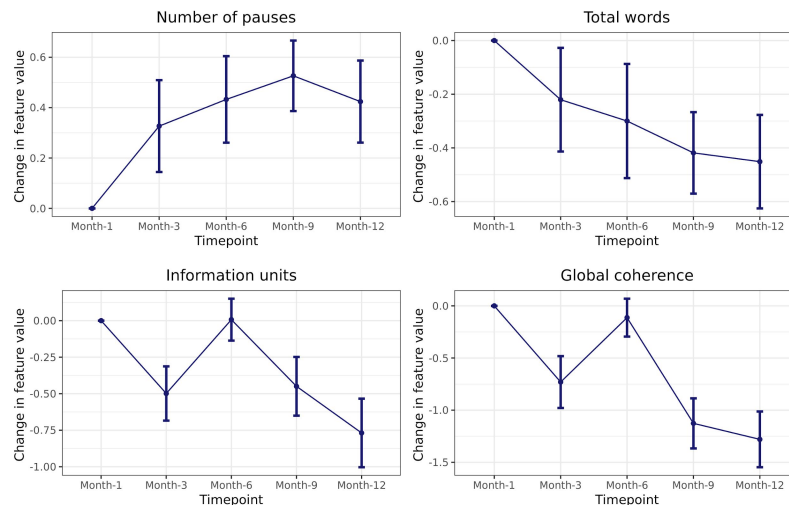 Number of pauses
Change in feature value
0.6
0.4
0.2
0.0
Month-1 Month-3 Month-6 Month-9 Month-12
Timepoint
Total words
Change in feature value
0.0
-0.2
-0.4
-0.6
Month-1 Month-3 Month-6 Month-9 Month-12
Timepoint
Information units
Change in feature value
0.00
-0.25
-0.50
-0.75
-1.00
Month-1 Month-3 Month-6 Month-9 Month-12
Timepoint
Global coherence
Change in feature value
0.0
-0.5
-1.0
-1.5
Month-1 Month-3 Month-6 Month-9 Month-12
Timepoint